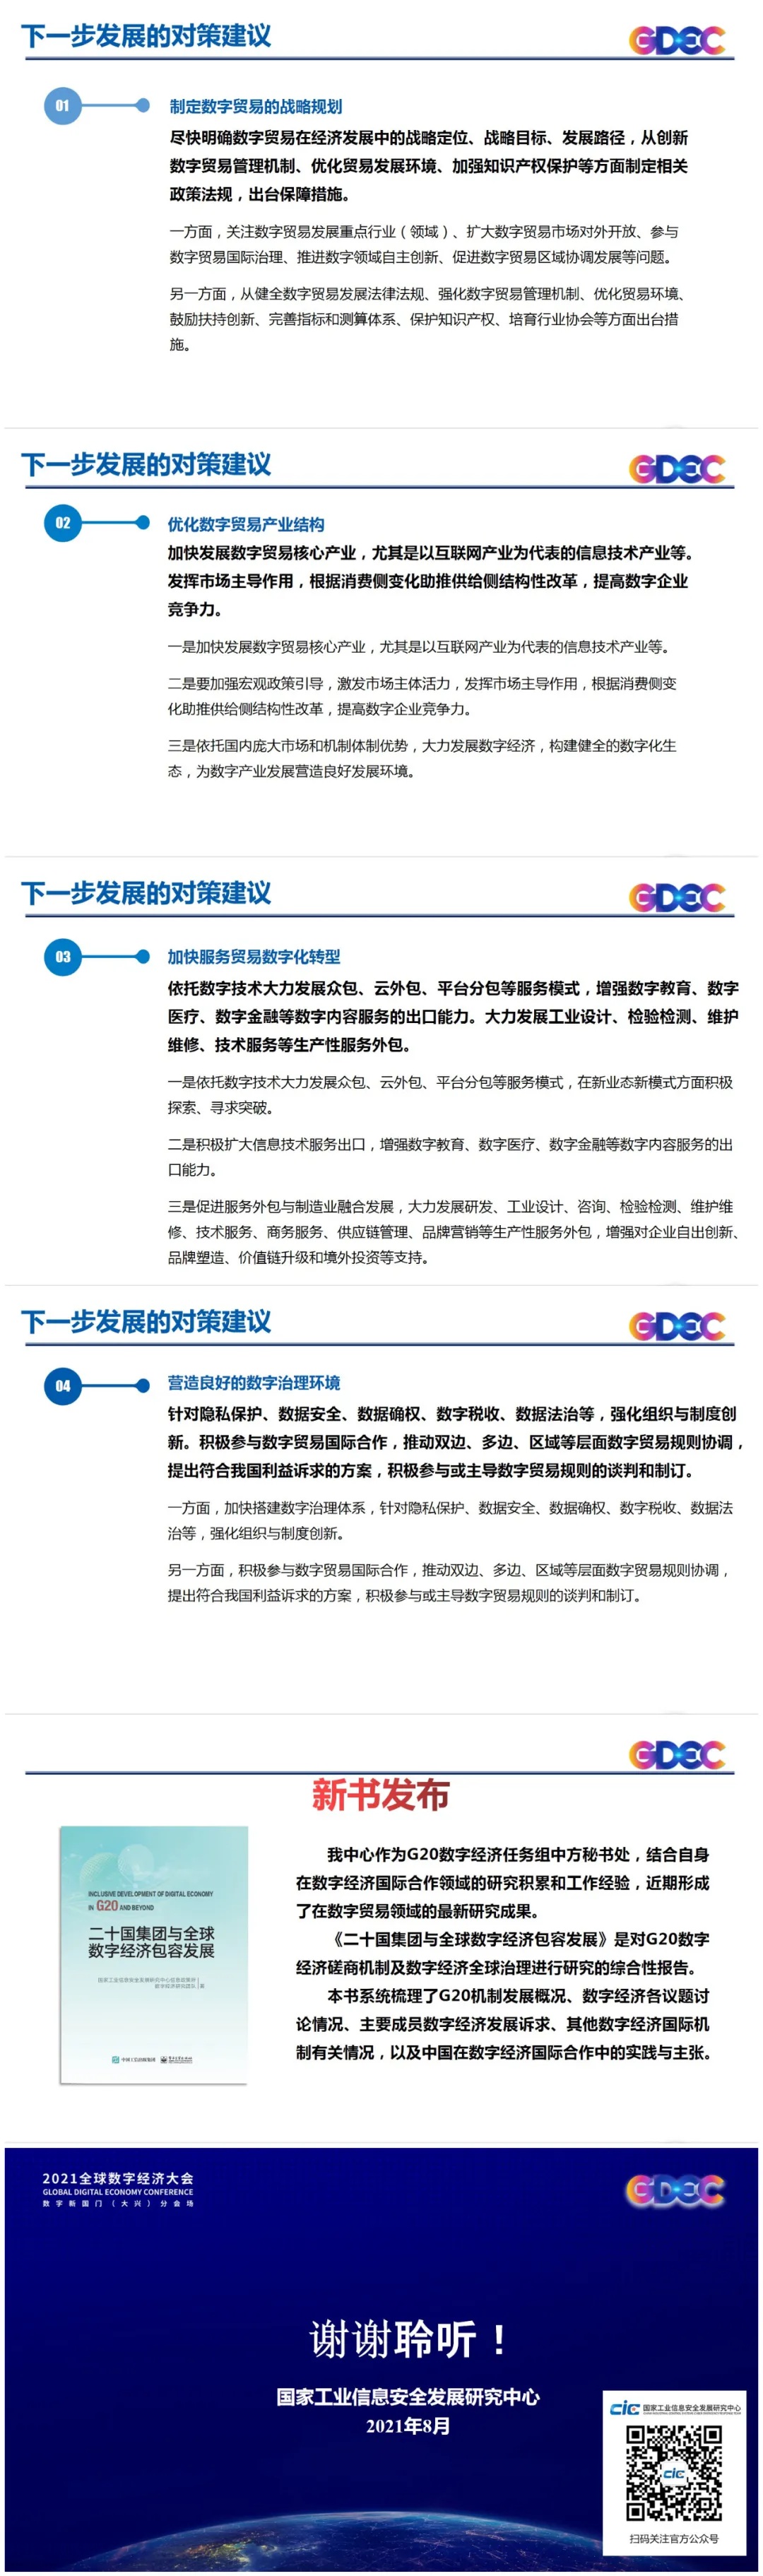 下一步发展的对策建议
GDEC
01
制定数字贸易的战略规划
尽快明确数字贸易在经济发展中的战略定位、战略目标、发展路径，从创新
数字贸易管理机制、优化贸易发展环境、加强知识产权保护等方面制定相关
政策法规，出台保障措施。
一方面，关注数字贸易发展重点行业（领域）、扩大数字贸易市场对外开放、参与
数字贸易国际治理、推进数字领域自主创新、促进数字贸易区域协调发展等问题。
另一方面，从健全数字贸易发展法律法规、强化数字贸易管理机制、优化贸易环境、
鼓励扶持创新、完善指标和测算体系、保护知识产权、培育行业协会等方面出台措
施。
下一步发展的对策建议
GDEC
02
优化数字贸易产业结构
加快发展数字贸易核心产业，尤其是以互联网产业为代表的信息技术产业等。
发挥市场主导作用，根据消费侧变化助推供给侧结构性改革，提高数字企业
竞争力。
一是加快发展数字贸易核心产业，尤其是以互联网产业为代表的信息技术产业等。
二是要加强宏观政策引导，激发市场主体活力，发挥市场主导作用，根据消费侧变
化助推供给侧结构性改革，提高数字企业竞争力。
三是依托国内庞大市场和机制体制优势，大力发展数字经济，构建健全的数字化生
态，为数字产业发展营造良好发展环境。
下一步发展的对策建议
GDEC
03
加快服务贸易数字化转型
依托数字技术大力发展众包、云外包、平台分包等服务模式，增强数字教育、数字
医疗、数字金融等数字内容服务的出口能力。大力发展工业设计、检验检测、维护
维修、技术服务等生产性服务外包。
一是依托数字技术大力发展众包、云外包、平台分包等服务模式，在新业态新模式方面积极
探索、寻求突破。
二是积极扩大信息技术服务出口，增强数字教育、数字医疗、数字金融等数字内容服务的出
口能力。
三是促进服务外包与制造业融合发展，大力发展研发、工业设计、咨询、检验检测、维护维
修、技术服务、商务服务、供应链管理、品牌营销等生产性服务外包，增强对企业自出创新、
品牌塑造、价值链升级和境外投资等支持。
下一步发展的对策建议
GDEC
04
营造良好的数字治理环境
针对隐私保护、数据安全、数据确权、数字税收、数据法治等，强化组织与制度创
新。积极参与数字贸易国际合作，推动双边、多边、区域等层面数字贸易规则协调，
提出符合我国利益诉求的方案，积极参与或主导数字贸易规则的谈判和制订。
一方面，加快搭建数字治理体系，针对隐私保护、数据安全、数据确权、数字税收、数据法
治等，强化组织与制度创新。
另一方面，积极参与数字贸易国际合作，推动双边、多边、区域等层面数字贸易规则协调，
提出符合我国利益诉求的方案，积极参与或主导数字贸易规则的谈判和制订。
GDEC
新书发布
INCLUSIVE DEVELOPMENT OF DIGITAL ECONOMY
IN G20 AND BEYOND
二十国集团与全球
数字经济包容发展
我中心作为G20数字经济任务组中方秘书处，结合自身
在数字经济国际合作领域的研究积累和工作经验，近期形成
了在数字贸易领域的最新研究成果。
《二十国集团与全球数字经济包容发展》是对G20数字
经济磋商机制及数字经济全球治理进行研究的综合性报告。
本书系统梳理了G20机制发展概况、数字经济各议题讨
论情况、主要成员数字经济发展诉求、其他数字经济国际机
制有关情况，以及中国在数字经济国际合作中的实践与主张。
2021全球数字经济大会
GLOBAL DIGITAL ECONOMY CONFERENCE
数字新国门（大兴）分会场
GDEC
谢谢聆听！
国家工业信息安全发展研究中心
2021年8月
cic 国家工业信息安全发展研究中心
cic
扫码关注官方公众号